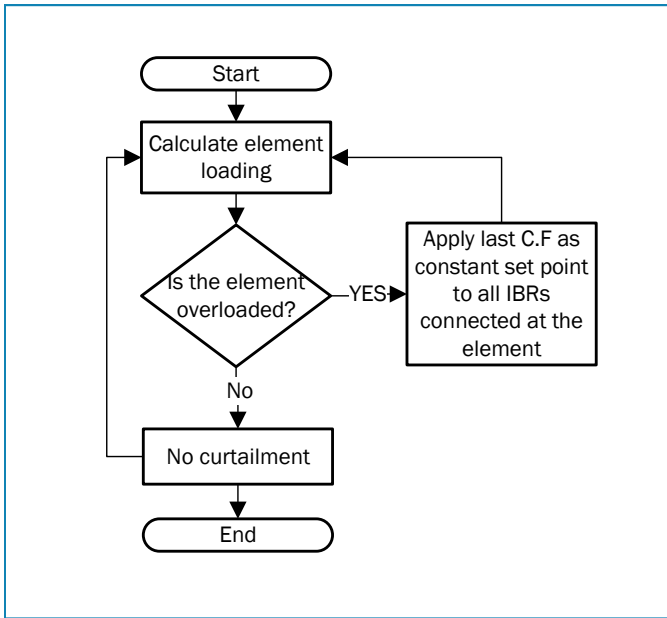 Start
Calculate element
loading
Is the element
overloaded?
YES
Apply last C.F as
constant set point
to all IBRs
connected at the
element
No
No curtailment
End